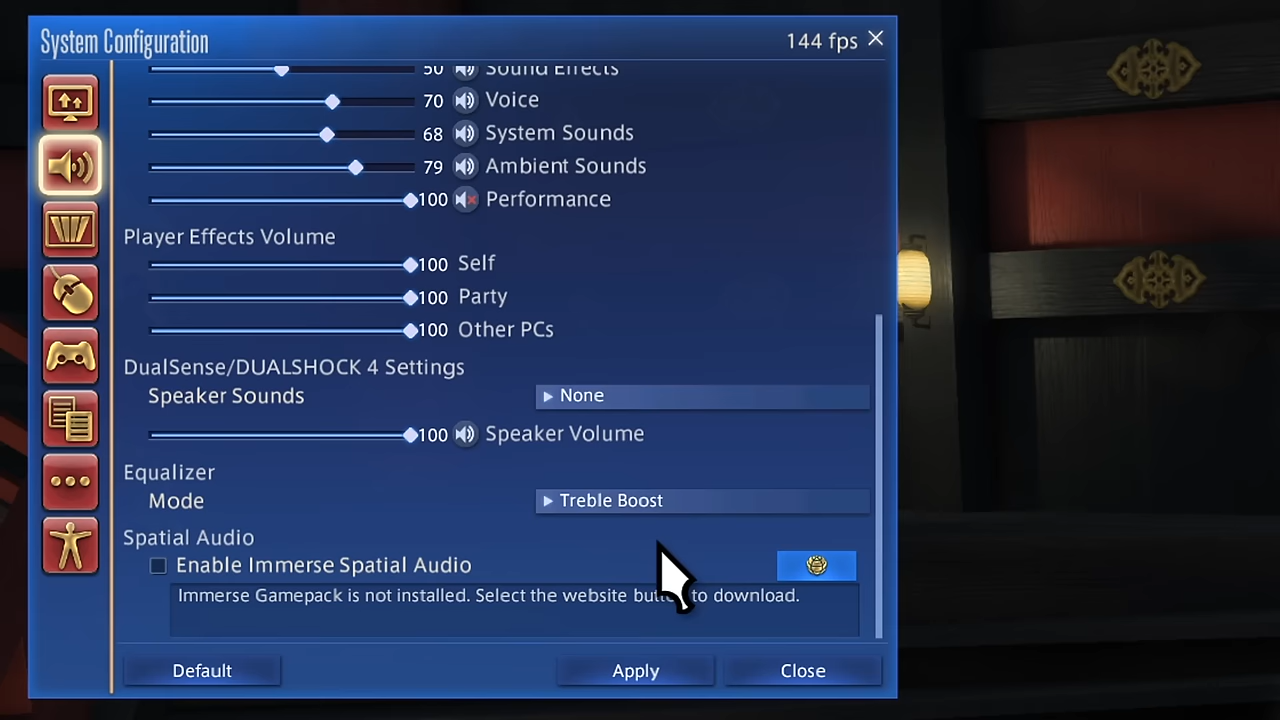 System Configuration
144 fps
50 Sound Effects
70 Voice
68 System Sounds
79 Ambient Sounds
100 Performance
Player Effects Volume
100 Self
100 Party
100 Other PCs
DualSense/DUALSHOCK 4 Settings
Speaker Sounds None
100 Speaker Volume
Equalizer
Mode Treble Boost
Spatial Audio
Enable Immerse Spatial Audio
Immerse Gamepack is not installed. Select the website button to download.
Default Apply Close